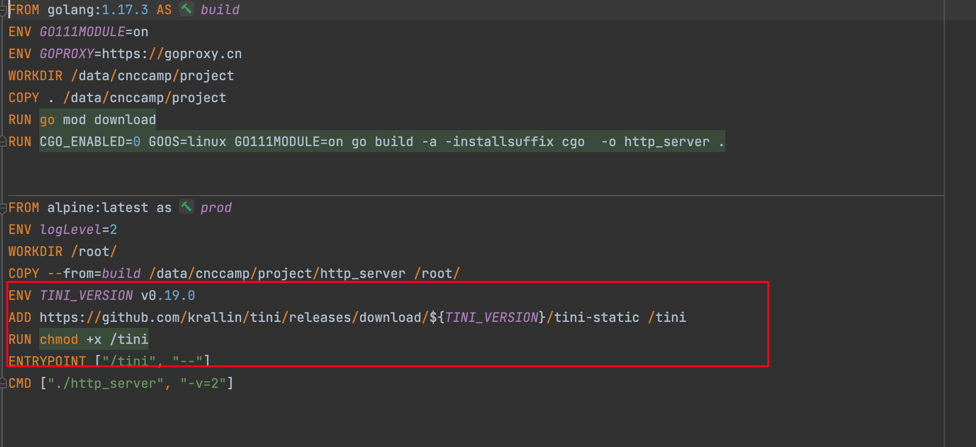 FROM golang:1.17.3 AS build
ENV GO111MODULE=on
ENV GOPROXY=https://goproxy.cn
WORKDIR /data/cnccamp/project
COPY . /data/cnccamp/project
RUN go mod download
RUN CGO_ENABLED=0 GOOS=linux GO111MODULE=on go build -a -installsuffix cgo  -o http_server .
FROM alpine:latest as prod
ENV logLevel=2
WORKDIR /root/
COPY --from=build /data/cnccamp/project/http_server /root/
ENV TINI_VERSION v0.19.0
ADD https://github.com/krallin/tini/releases/download/${TINI_VERSION}/tini-static /tini
RUN chmod +x /tini
ENTRYPOINT ["/tini", "--"]
CMD ["./http_server", "-v=2"]